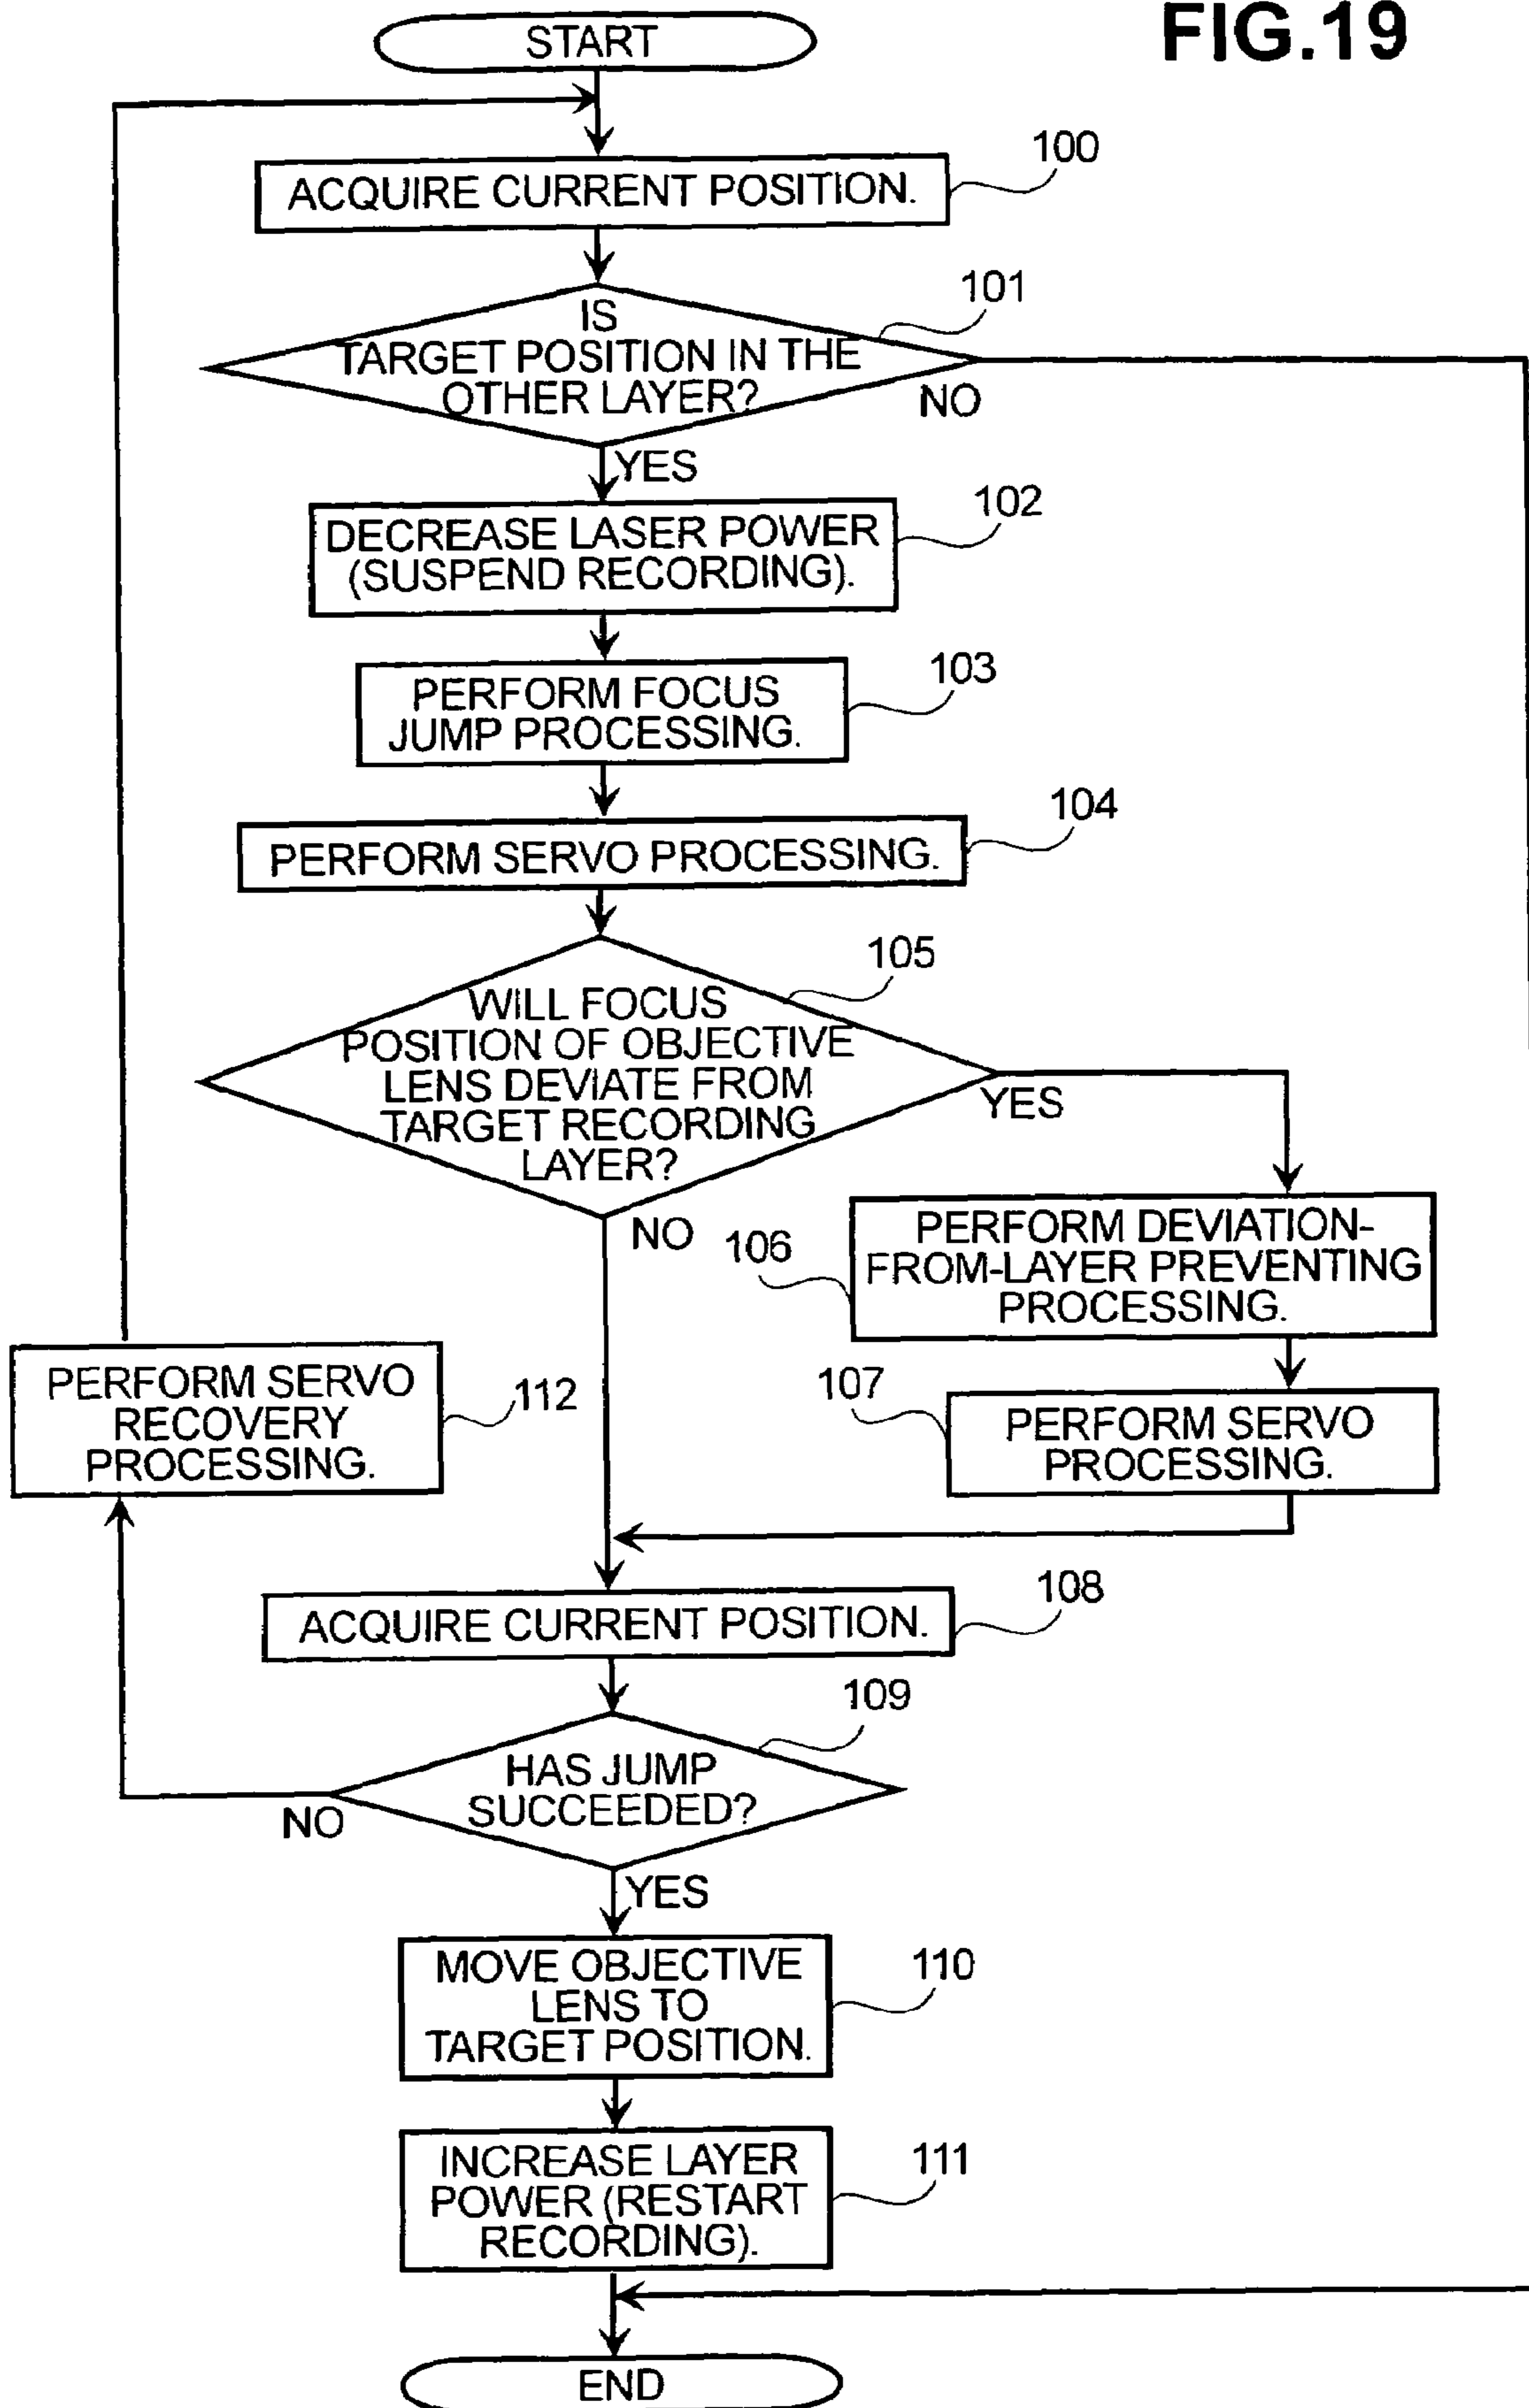 FIG.19
START
100
ACQUIRE CURRENT POSITION.
101
IS
TARGET POSITION IN THE
OTHER LAYER?
NO
YES
102
DECREASE LASER POWER
(SUSPEND RECORDING).
103
PERFORM FOCUS
JUMP PROCESSING.
104
PERFORM SERVO PROCESSING.
105
WILL FOCUS
POSITION OF OBJECTIVE
LENS DEVIATE FROM
TARGET RECORDING
LAYER?
YES
NO
106
PERFORM DEVIATION-
FROM-LAYER PREVENTING
PROCESSING.
107
PERFORM SERVO
PROCESSING.
PERFORM SERVO
RECOVERY
PROCESSING.
112
108
ACQUIRE CURRENT POSITION.
109
HAS JUMP
SUCCEEDED?
NO
YES
110
MOVE OBJECTIVE
LENS TO
TARGET POSITION.
111
INCREASE LAYER
POWER (RESTART
RECORDING).
END